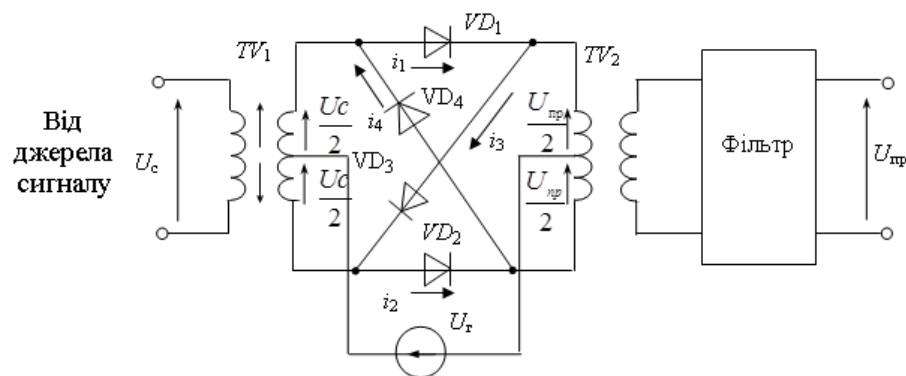 VD1
TV1
TV2
i1
VD4
Від
джерела
сигналу
Uс
Uc
2
i4
VD3
Uc
2
i3
Uпр
2
Uпр
2
Фільтр
Uпр
VD2
i2
Uг